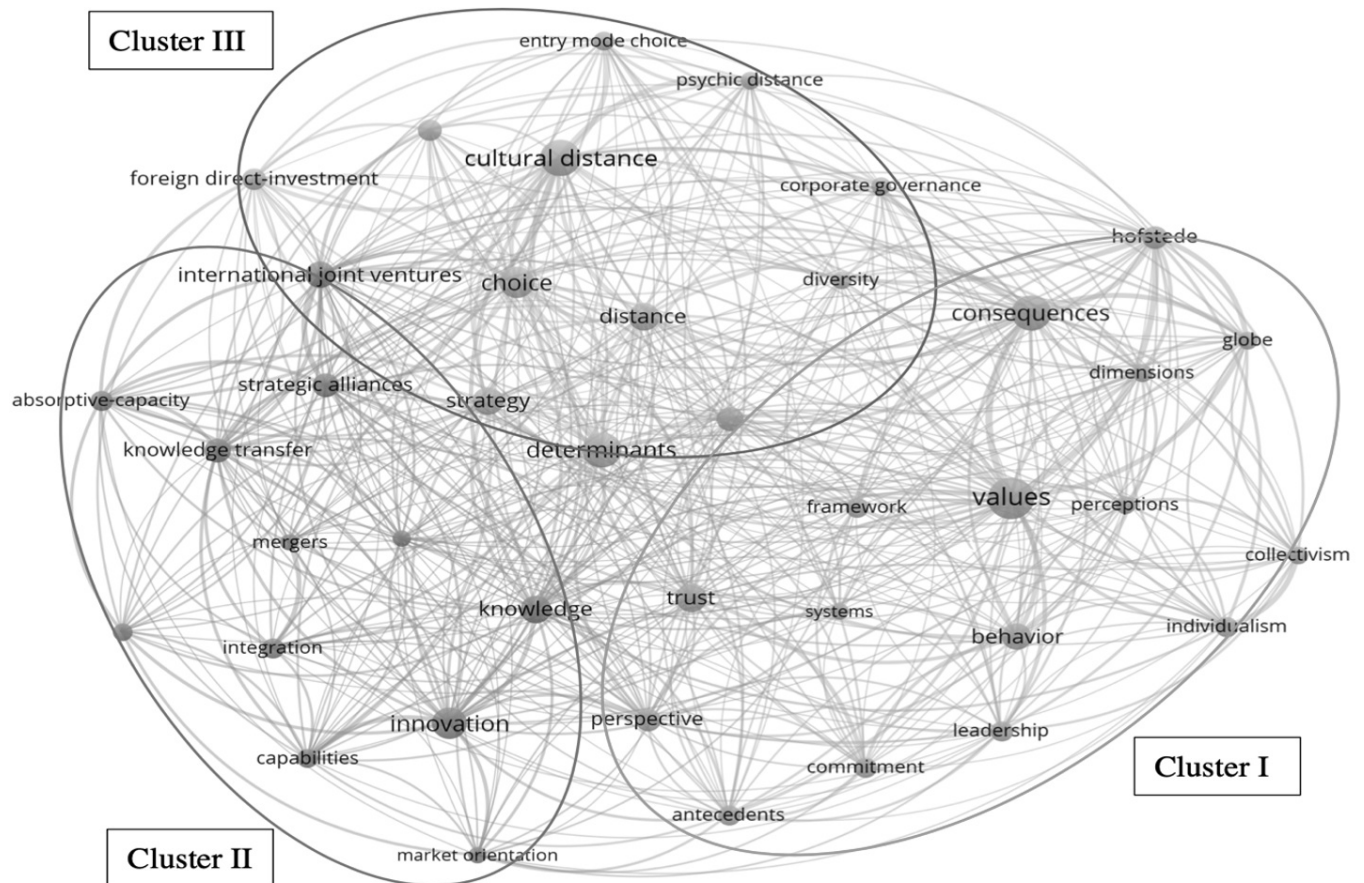 Cluster III
entry mode choice
psychic distance
cultural distance
foreign direct-investment
corporate governance
hofstede
international joint ventures
choice
diversity
distance
consequences
globe
dimensions
strategic alliances
absorptive-capacity
strategy
knowledge transfer
determinants
values
perceptions
framework
mergers
collectivism
trust
knowledge
systems
individualism
behavior
integration
perspective
innovation
leadership
capabilities
commitment
Cluster I
antecedents
market orientation
Cluster II